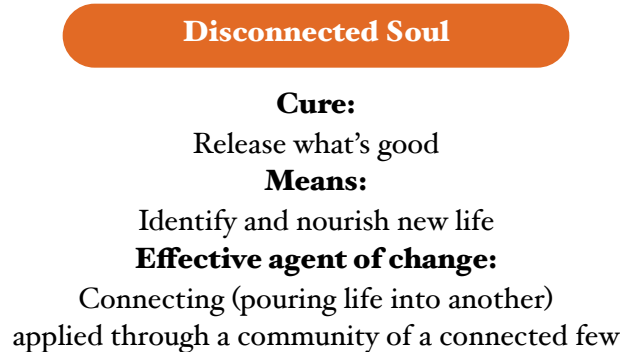 Disconnected Soul
Cure:
Release what’s good
Means:
Identify and nourish new life
Effective agent of change:
Connecting (pouring life into another)
applied through a community of a connected few